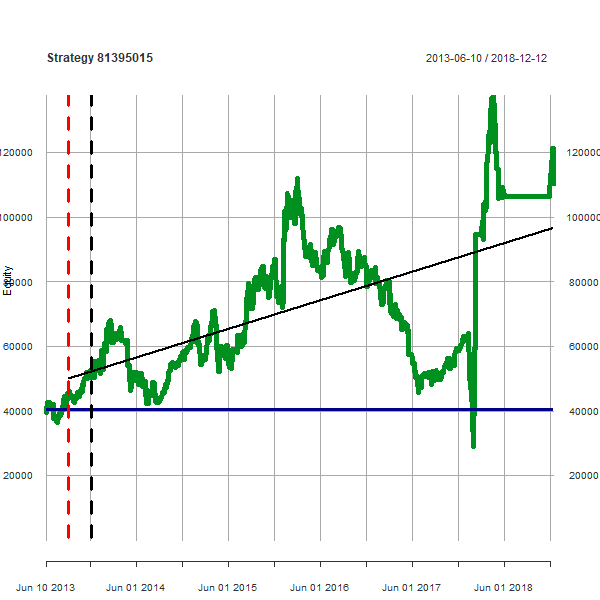 Strategy 81395015
2013-06-10 / 2018-12-12
120000
120000
100000
100000
80000
80000
Equity
60000
60000
40000
40000
20000
20000
Jun 10 2013
Jun 01 2014
Jun 01 2015
Jun 01 2016
Jun 01 2017
Jun 01 2018